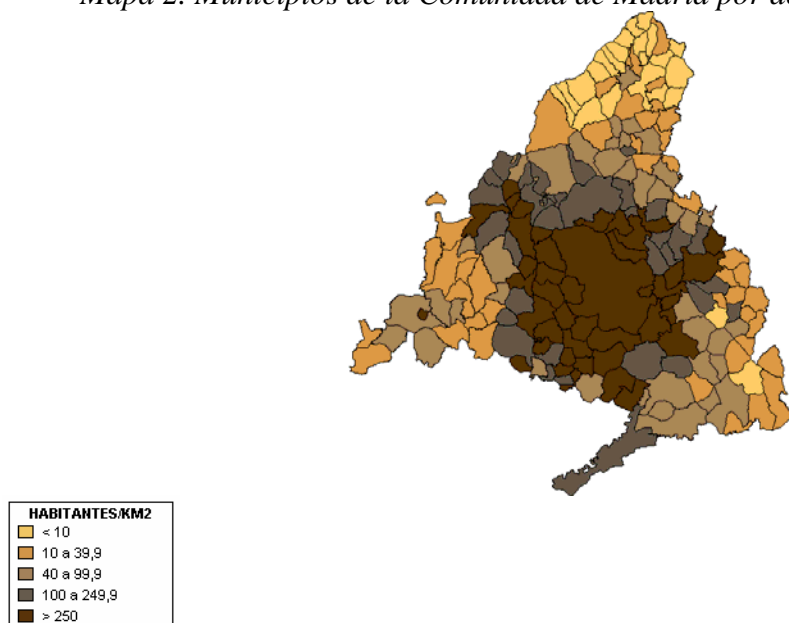 Mapa 2. Municipios de la Comunidad de Madrid por
HABITANTES/KM2
< 10
10 a 39,9
40 a 99,9
100 a 249,9
> 250